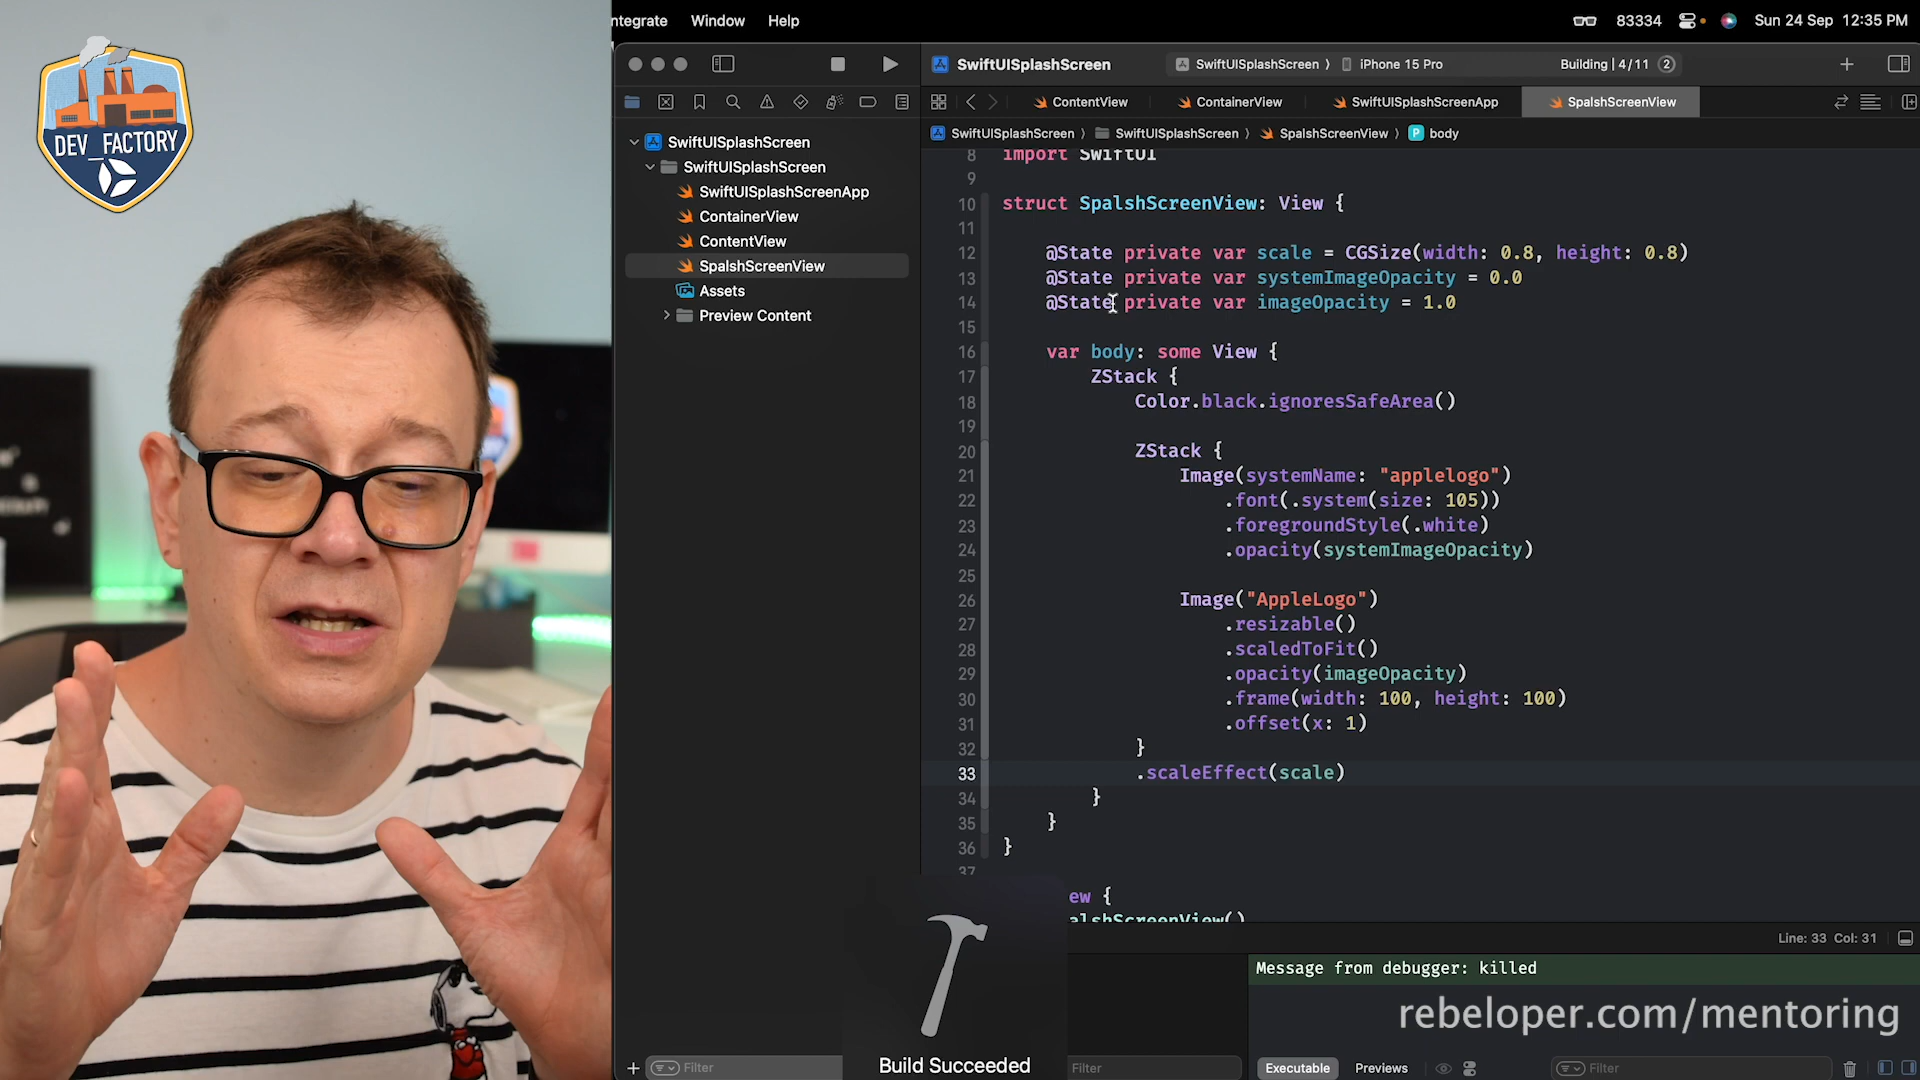 DEV_FACTORY
ntegrate Window Help
83334 Sun 24 Sep 12:35 PM
SwiftUISplashScreen
SwiftUISplashScreen ⟩ iPhone 15 Pro
Building | 4/11 2
ContentView
ContainerView
SwiftUISplashScreenApp
SpalshScreenView
SwiftUISplashScreen ⟩ SwiftUISplashScreen ⟩ SpalshScreenView ⟩ P body
SwiftUISplashScreen
SwiftUISplashScreen
SwiftUISplashScreenApp
ContainerView
ContentView
SpalshScreenView
Assets
Preview Content
8 import SwiftUI
9
10 struct SpalshScreenView: View {
11
12 @State private var scale = CGSize(width: 0.8, height: 0.8)
13 @State private var systemImageOpacity = 0.0
14 @State private var imageOpacity = 1.0
15
16 var body: some View {
17 ZStack {
18 Color.black.ignoresSafeArea()
19
20 ZStack {
21 Image(systemName: "applelogo")
22 .font(.system(size: 105))
23 .foregroundStyle(.white)
24 .opacity(systemImageOpacity)
25
26 Image("AppleLogo")
27 .resizable()
28 .scaledToFit()
29 .opacity(imageOpacity)
30 .frame(width: 100, height: 100)
31 .offset(x: 1)
32 }
33 .scaleEffect(scale)
34 }
35 }
36 }
37
ew {
alshScreenView()
Line: 33 Col: 31
Message from debugger: killed
rebeloper.com/mentoring
Build Succeeded
Filter
Filter
Executable Previews
Filter